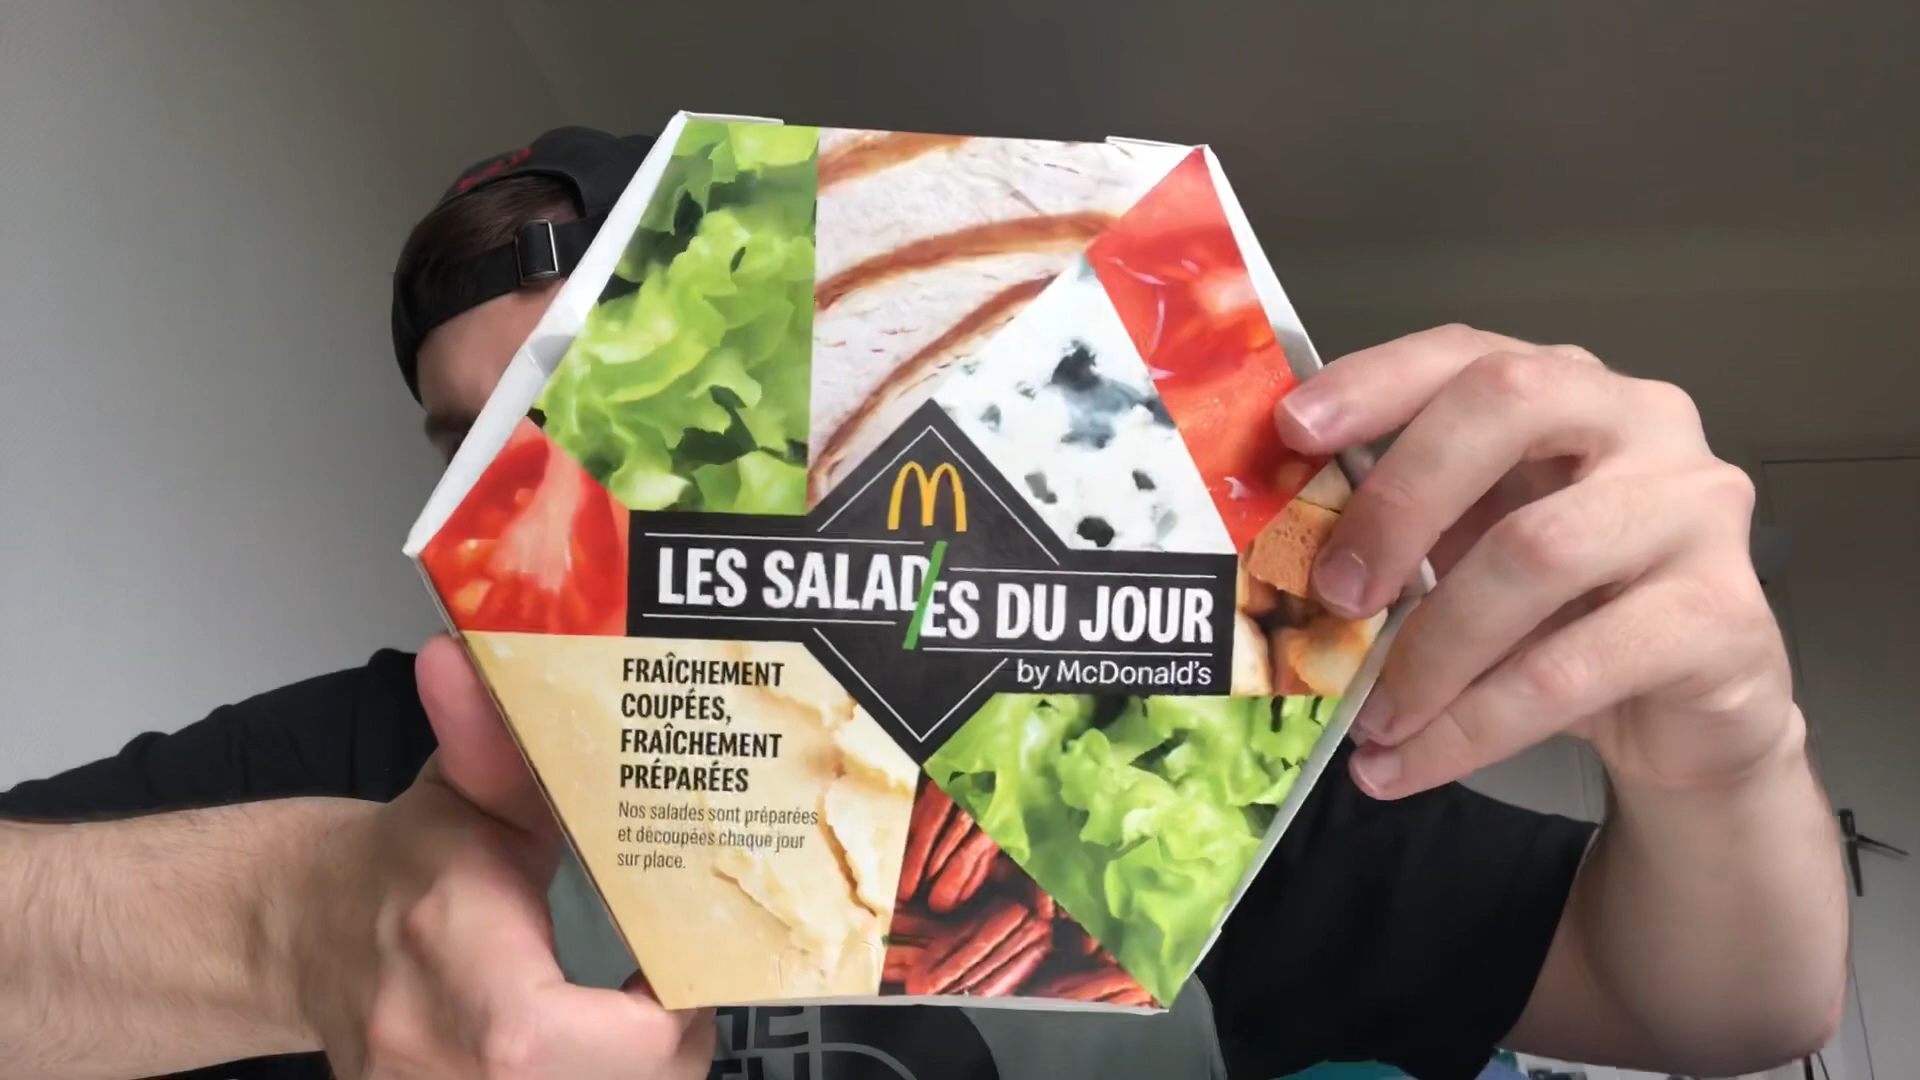 LES SALADES DU JOUR
by McDonald's
FRAÎCHEMENT
COUPÉES,
FRAÎCHEMENT
PRÉPARÉES
Nos salades sont préparées
et découpées chaque jour
sur place.